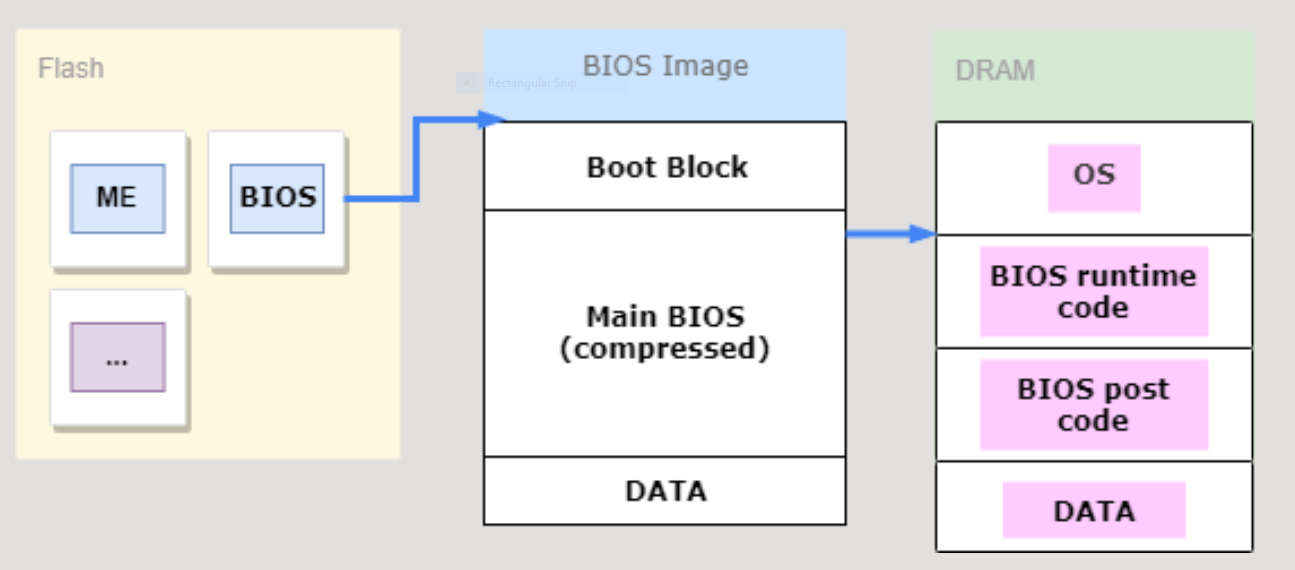 Flash
ME
BIOS
...
BIOS Image
Rectangular Snip
Boot Block
Main BIOS
(compressed)
DATA
DRAM
OS
BIOS runtime
code
BIOS post
code
DATA